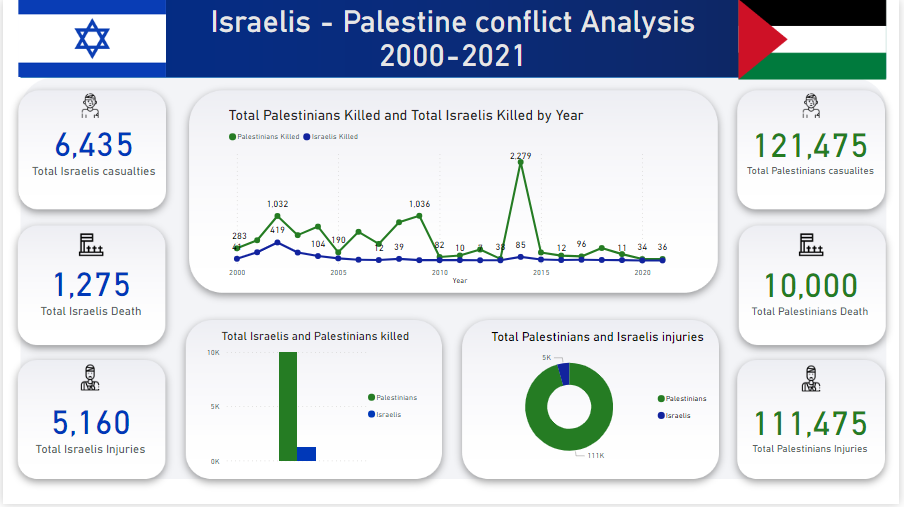 Israelis - Palestine conflict Analysis
2000-2021
6,435
Total Israelis casualties
1,275
Total Israelis Death
5,160
Total Israelis Injuries
Total Palestinians Killed and Total Israelis Killed by Year
Palestinians Killed Israelis Killed
2,279
1,032
1,036
283
419
104
190
12
39
82
10
38
85
12
96
11
34
36
2000
2005
2010
2015
2020
Year
Total Israelis and Palestinians killed
10K
5K
0K
Palestinians
Israelis
Total Palestinians and Israelis injuries
5K
111K
Palestinians
Israelis
121,475
Total Palestinians casualites
10,000
Total Palestinians Death
111,475
Total Palestinians Injuries